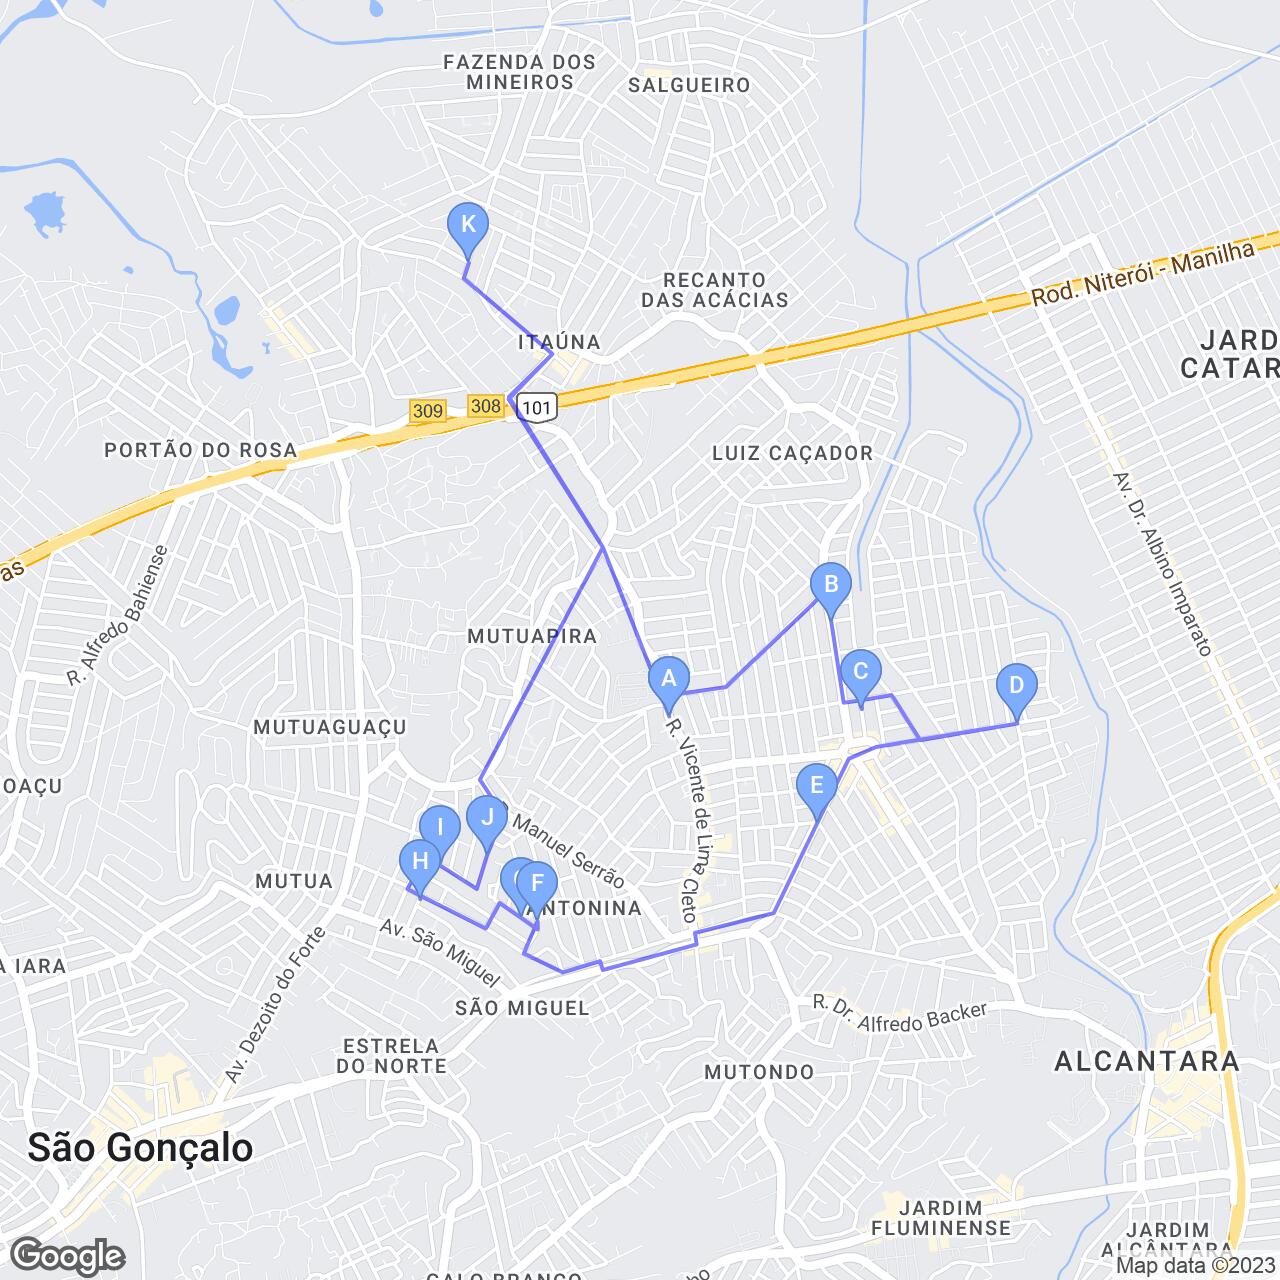 FAZENDA DOS
MINEIROS
SALGUEIRO
K
RECANTO
DAS ACÁCIAS
Rod. Niterói - Manilha
ITAÚNA
JARD
CATAR
309
308
101
PORTÃO DO ROSA
LUIZ CAÇADOR
Av. Dr. Albino Imparato
as
R. Alfredo Bahiense
B
MUTUAPIRA
A
C
D
R. Vicente de Lima Cleto
MUTUAGUAÇU
OAÇU
E
J
I
Manuel Serrão
H
F
MUTUA
ANTONINA
Av. São Miguel
Av. Dezoito do Forte
A IARA
SÃO MIGUEL
R. Dr. Alfredo Backer
ESTRELA
DO NORTE
ALCANTARA
MUTONDO
São Gonçalo
JARDIM
FLUMINENSE
JARDIM
ALCÂNTARA
Google
Map data ©2023